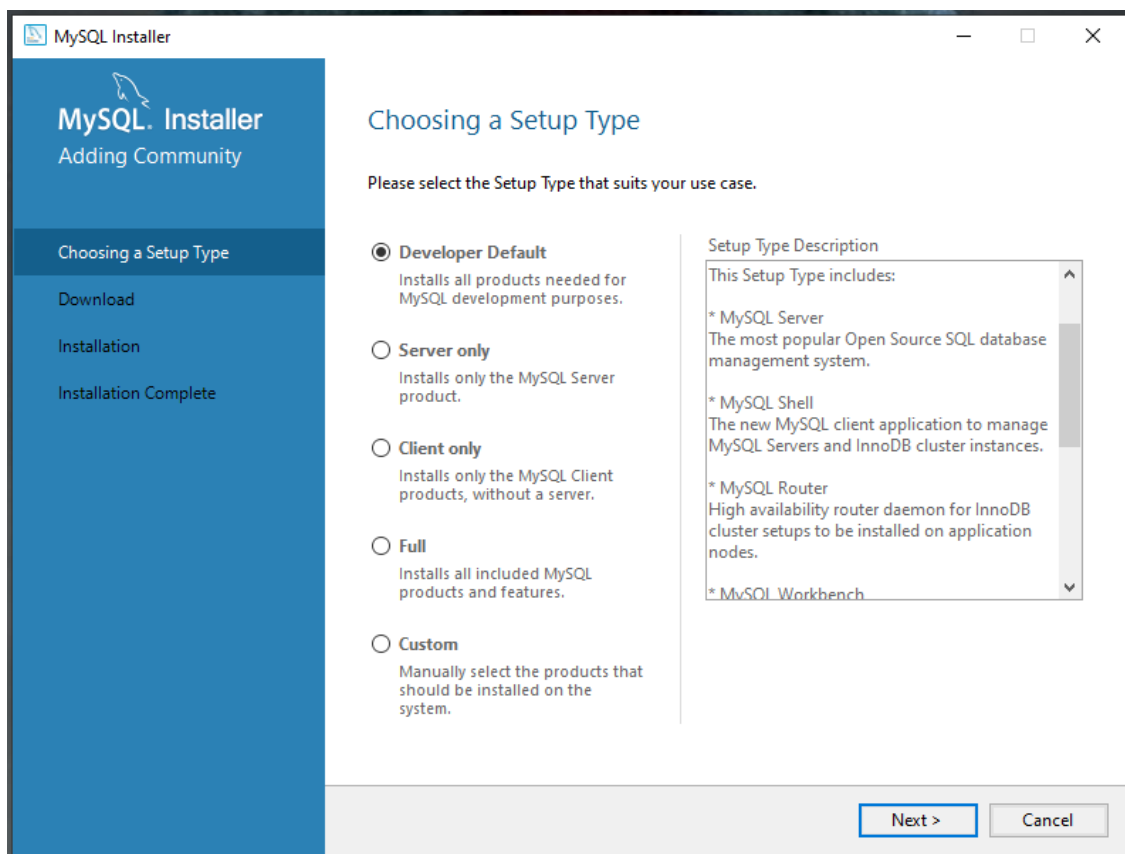 MySQL Installer
MySQL. Installer
Adding Community
Choosing a Setup Type
Download
Installation
Installation Complete
Choosing a Setup Type
Please select the Setup Type that suits your use case.
Developer Default
Installs all products needed for
MySQL development purposes.
Server only
Installs only the MySQL Server
product.
Client only
Installs only the MySQL Client
products, without a server.
Full
Installs all included MySQL
products and features.
Custom
Manually select the products that
should be installed on the
system.
Setup Type Description
This Setup Type includes:
* MySQL Server
The most popular Open Source SQL database
management system.
* MySQL Shell
The new MySQL client application to manage
MySQL Servers and InnoDB cluster instances.
* MySQL Router
High availability router daemon for InnoDB
cluster setups to be installed on application
nodes.
* MySQL Workbench
Next >
Cancel